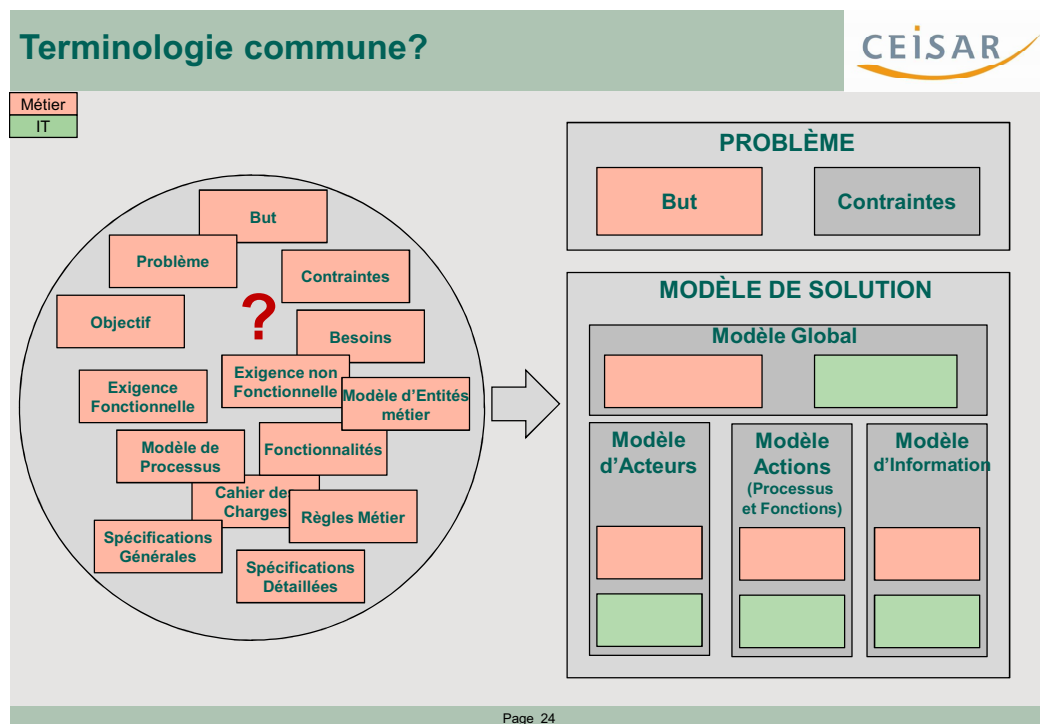 Terminologie commune?
CEISAR
Métier
IT
But
Problème
Contraintes
Objectif
?
Besoins
Exigence non
Fonctionnelle
Exigence
Fonctionnelle
Modèle d'Entités
métier
Modèle de
Processus
Fonctionnalités
Cahier des
Charges
Règles Métier
Spécifications
Générales
Spécifications
Détaillées
PROBLÈME
But
Contraintes
MODÈLE DE SOLUTION
Modèle Global
Modèle
d'Acteurs
Modèle
Actions
(Processus
et Fonctions)
Modèle
d'Information
Page 24